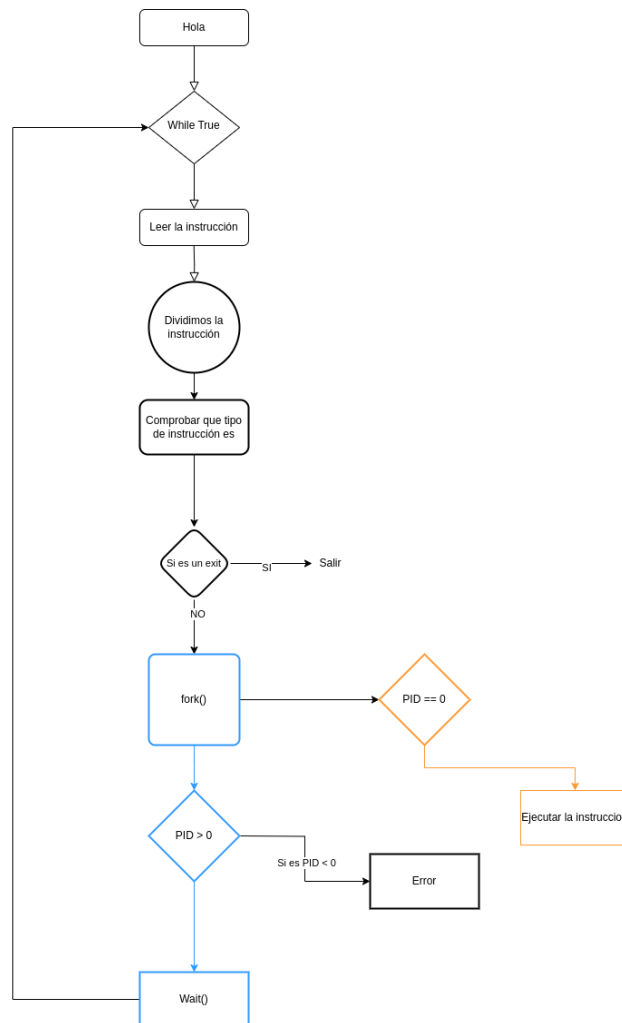 Hola
While True
Leer la instrucción
Dividimos la
instrucción
Comprobar que tipo
de instrucción es
Si es un exit
SI
Salir
NO
fork()
PID == 0
Ejecutar la instruccio
PID > 0
Si es PID < 0
Error
Wait()